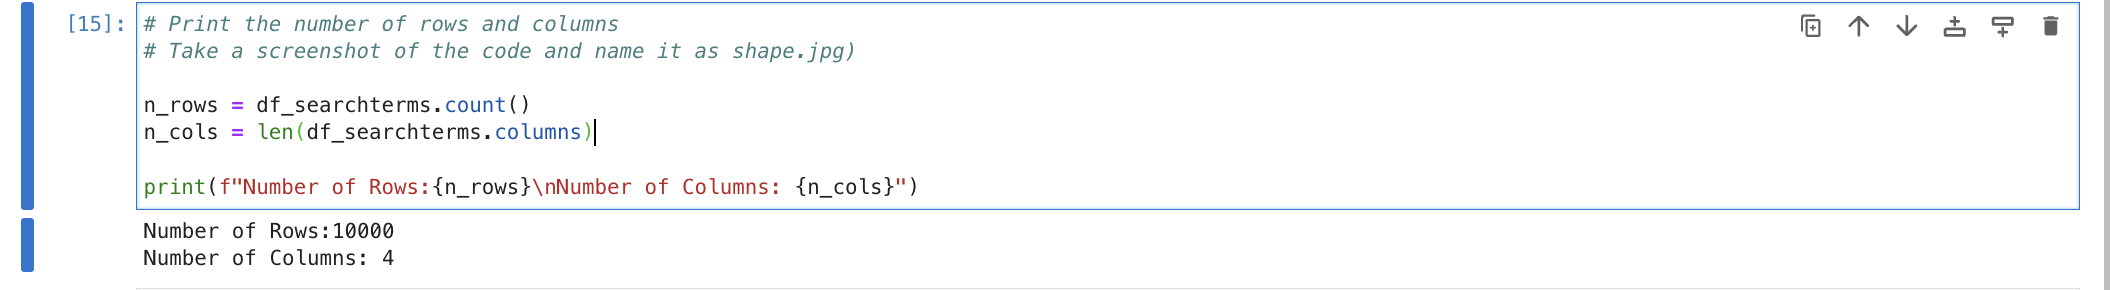 [15]: # Print the number of rows and columns
# Take a screenshot of the code and name it as shape.jpg)
n_rows = df_searchterms.count()
n_cols = len(df_searchterms.columns)
print(f"Number of Rows:{n_rows}\nNumber of Columns: {n_cols}")
Number of Rows:10000
Number of Columns: 4